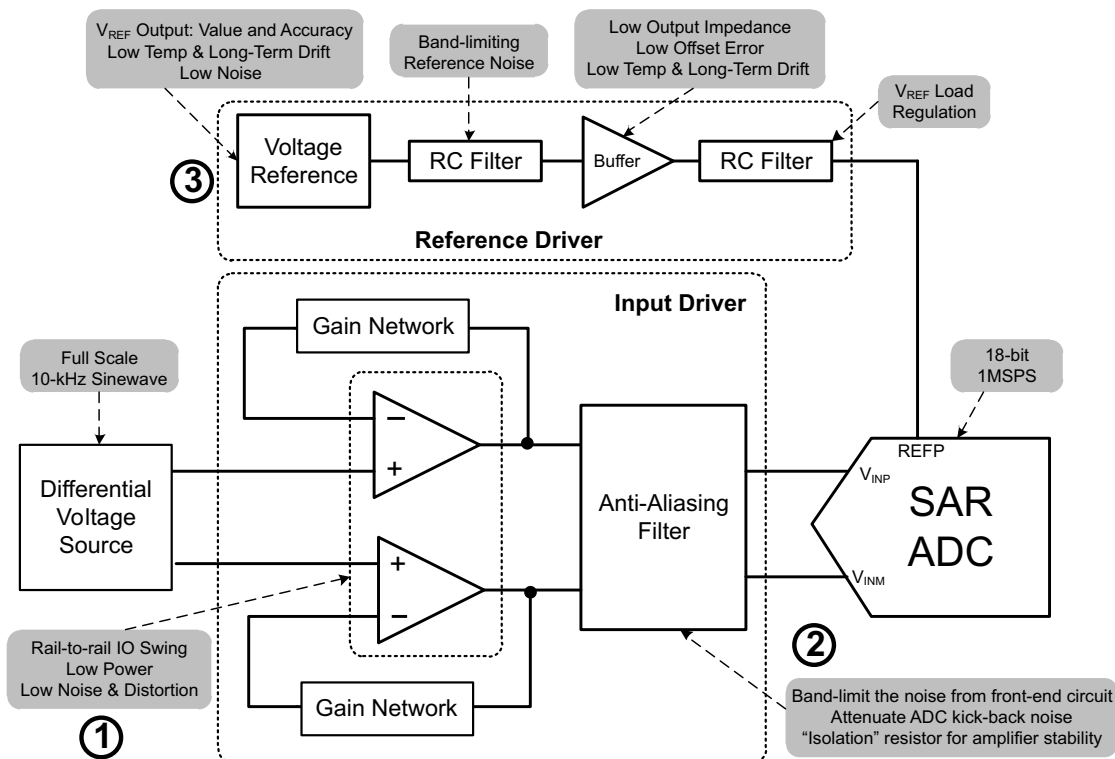 V_REF Output: Value and Accuracy
Low Temp & Long-Term Drift
Low Noise
Band-limiting
Reference Noise
Low Output Impedance
Low Offset Error
Low Temp & Long-Term Drift
V_REF Load
Regulation
Voltage
Reference
RC Filter
Buffer
RC Filter
3
Reference Driver
Input Driver
Gain Network
Full Scale
10-kHz Sinewave
18-bit
1MSPS
Differential
Voltage
Source
−
+
+
−
Anti-Aliasing
Filter
REFP
V_INP
SAR
ADC
V_INM
Rail-to-rail IO Swing
Low Power
Low Noise & Distortion
1
Gain Network
2
Band-limit the noise from front-end circuit
Attenuate ADC kick-back noise
“Isolation” resistor for amplifier stability